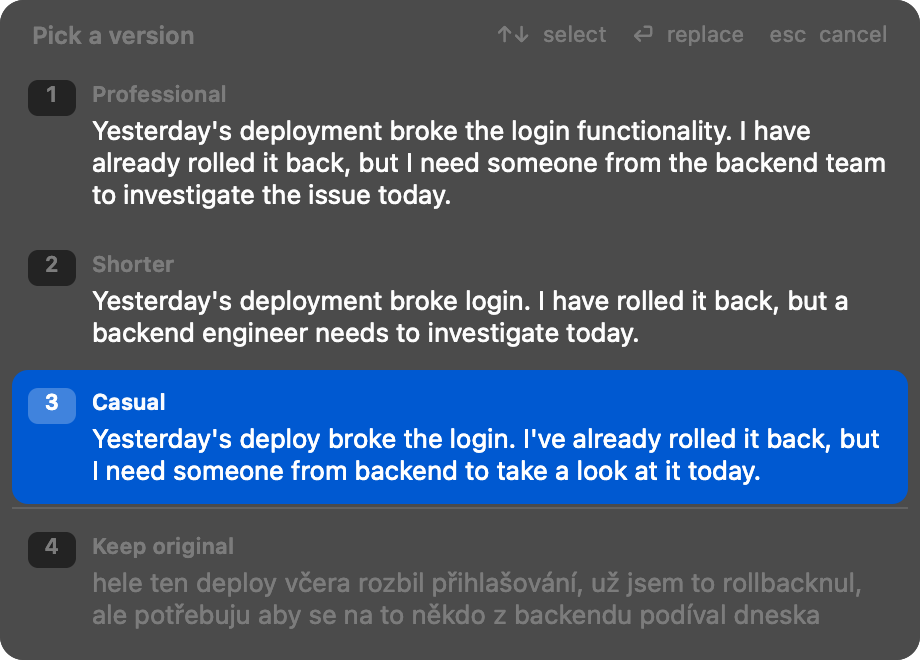 Pick a version
↑↓ select ↩ replace esc cancel
1 Professional
Yesterday's deployment broke the login functionality. I have
already rolled it back, but I need someone from the backend team
to investigate the issue today.
2 Shorter
Yesterday's deployment broke login. I have rolled it back, but a
backend engineer needs to investigate today.
3 Casual
Yesterday's deploy broke the login. I've already rolled it back, but
I need someone from backend to take a look at it today.
4 Keep original
hele ten deploy včera rozbil přihlašování, už jsem to rollbacknul,
ale potřebuju aby se na to někdo z backendu podíval dneska